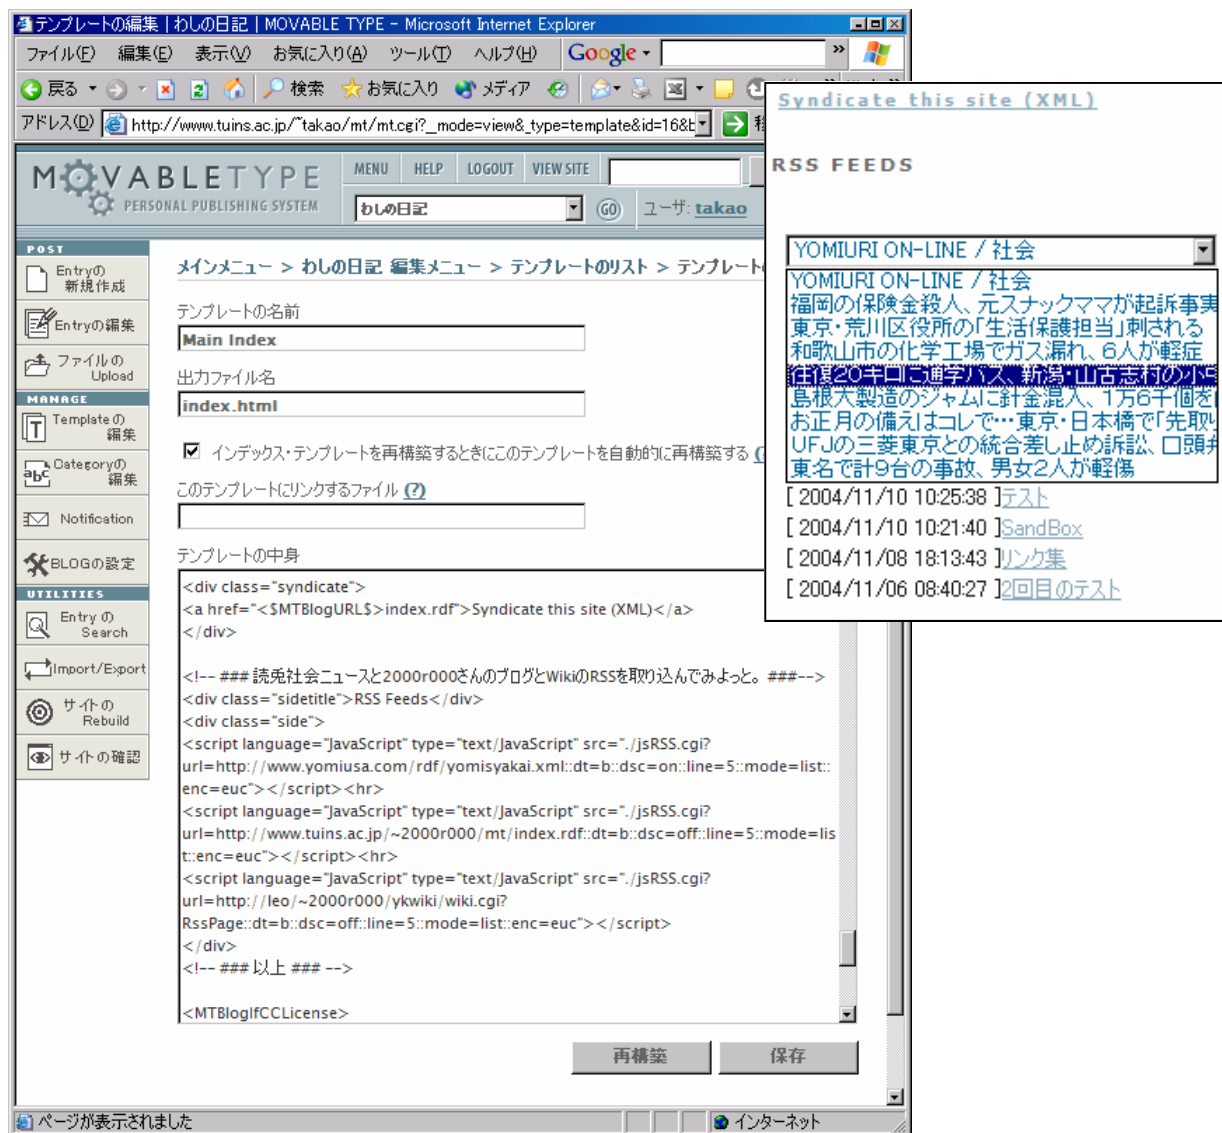 テンプレートの編集 | わしの日記 | MOVABLE TYPE - Microsoft Internet Explorer
ファイル(F) 編集(E) 表示(V) お気に入り(A) ツール(T) ヘルプ(H) Google
戻る 検索 お気に入り メディア
アドレス(D) http://www.tuins.ac.jp/~takao/mt/mt.cgi?_mode=view&_type=template&id=16&
MOVABLETYPE
PERSONAL PUBLISHING SYSTEM
MENU HELP LOGOUT VIEW SITE
わしの日記 GO ユーザ: takao
POST
Entryの
新規作成
Entryの編集
ファイルの
Upload
MANAGE
Templateの
編集
Categoryの
編集
Notification
BLOGの設定
UTILITIES
Entryの
Search
Import/Export
サイトの
Rebuild
サイトの確認
メインメニュー > わしの日記 編集メニュー > テンプレートのリスト > テンプレート
テンプレートの名前
Main Index
出力ファイル名
index.html
インデックス・テンプレートを再構築するときにこのテンプレートを自動的に再構築する
このテンプレートにリンクするファイル (?)
テンプレートの中身
<div class="syndicate">
<a href="<$MTBlogURL$>index.rdf">Syndicate this site (XML)</a>
</div>
<!-- ### 読売社会ニュースと2000r000さんのブログとWikiのRSSを取り込んでみよっと。###-->
<div class="sidetitle">RSS Feeds</div>
<div class="side">
<script language="JavaScript" type="text/JavaScript" src="./jsRSS.cgi?
url=http://www.yomiusa.com/rdf/yomisyakai.xml::dt=b::dsc=on::line=5::mode=list::
enc=euc"></script><hr>
<script language="JavaScript" type="text/JavaScript" src="./jsRSS.cgi?
url=http://www.tuins.ac.jp/~2000r000/mt/index.rdf::dt=b::dsc=off::line=5::mode=lis
t::enc=euc"></script><hr>
<script language="JavaScript" type="text/JavaScript" src="./jsRSS.cgi?
url=http://leo/~2000r000/ykwiki/wiki.cgi?
RssPage::dt=b::dsc=off::line=5::mode=list::enc=euc"></script>
</div>
<!-- ### 以上 ### -->
<MTBlogIfCCLicense>
再構築 保存
ページが表示されました インターネット
Syndicate this site (XML)
RSS FEEDS
YOMIURI ON-LINE / 社会
YOMIURI ON-LINE / 社会
福岡の保険金殺人、元スナックママが起訴事実
東京・荒川区役所の「生活保護担当」刺される
和歌山市の化学工場でガス漏れ、6人が軽症
往復20キロに通学バス、新潟・山古志村の小
島根大製造のジャムに針金混入、1万6千個を
お正月の備えはコレで…東京・日本橋で「先取
UFJの三菱東京との統合差し止め訴訟、口頭
東名で計9台の事故、男女2人が軽傷
[ 2004/11/10 10:25:38 ]テスト
[ 2004/11/10 10:21:40 ]SandBox
[ 2004/11/08 18:13:43 ]リンク集
[ 2004/11/06 08:40:27 ]2回目のテスト